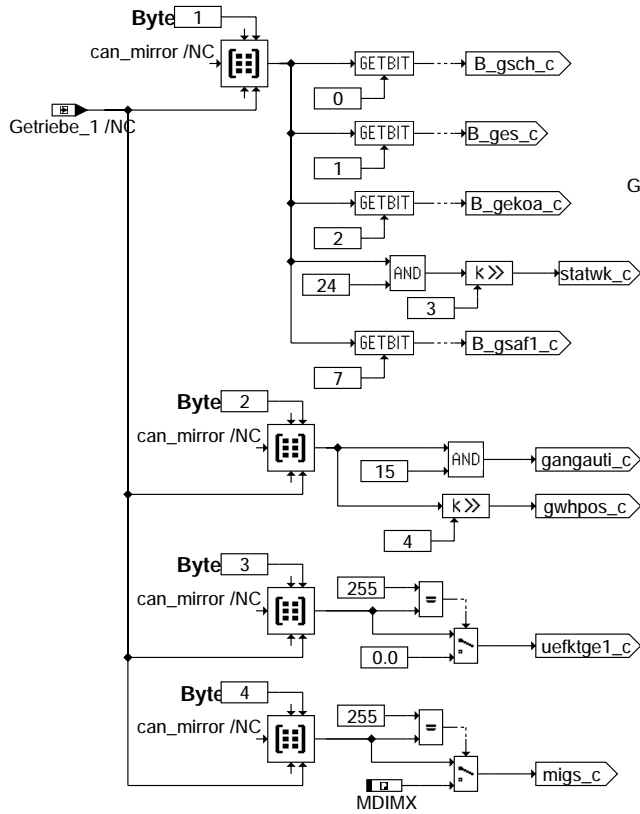 Byte 1
can_mirror /NC
Getriebe_1 /NC
GETBIT
B_gsch_c
0
GETBIT
B_ges_c
1
G
GETBIT
B_gekoa_c
2
AND
k >>
statwk_c
24
3
GETBIT
B_gsaf1_c
7
Byte 2
can_mirror /NC
AND
gangauti_c
15
k >>
gwhpos_c
4
Byte 3
can_mirror /NC
255
=
0.0
uefktge1_c
Byte 4
can_mirror /NC
255
=
migs_c
MDIMX